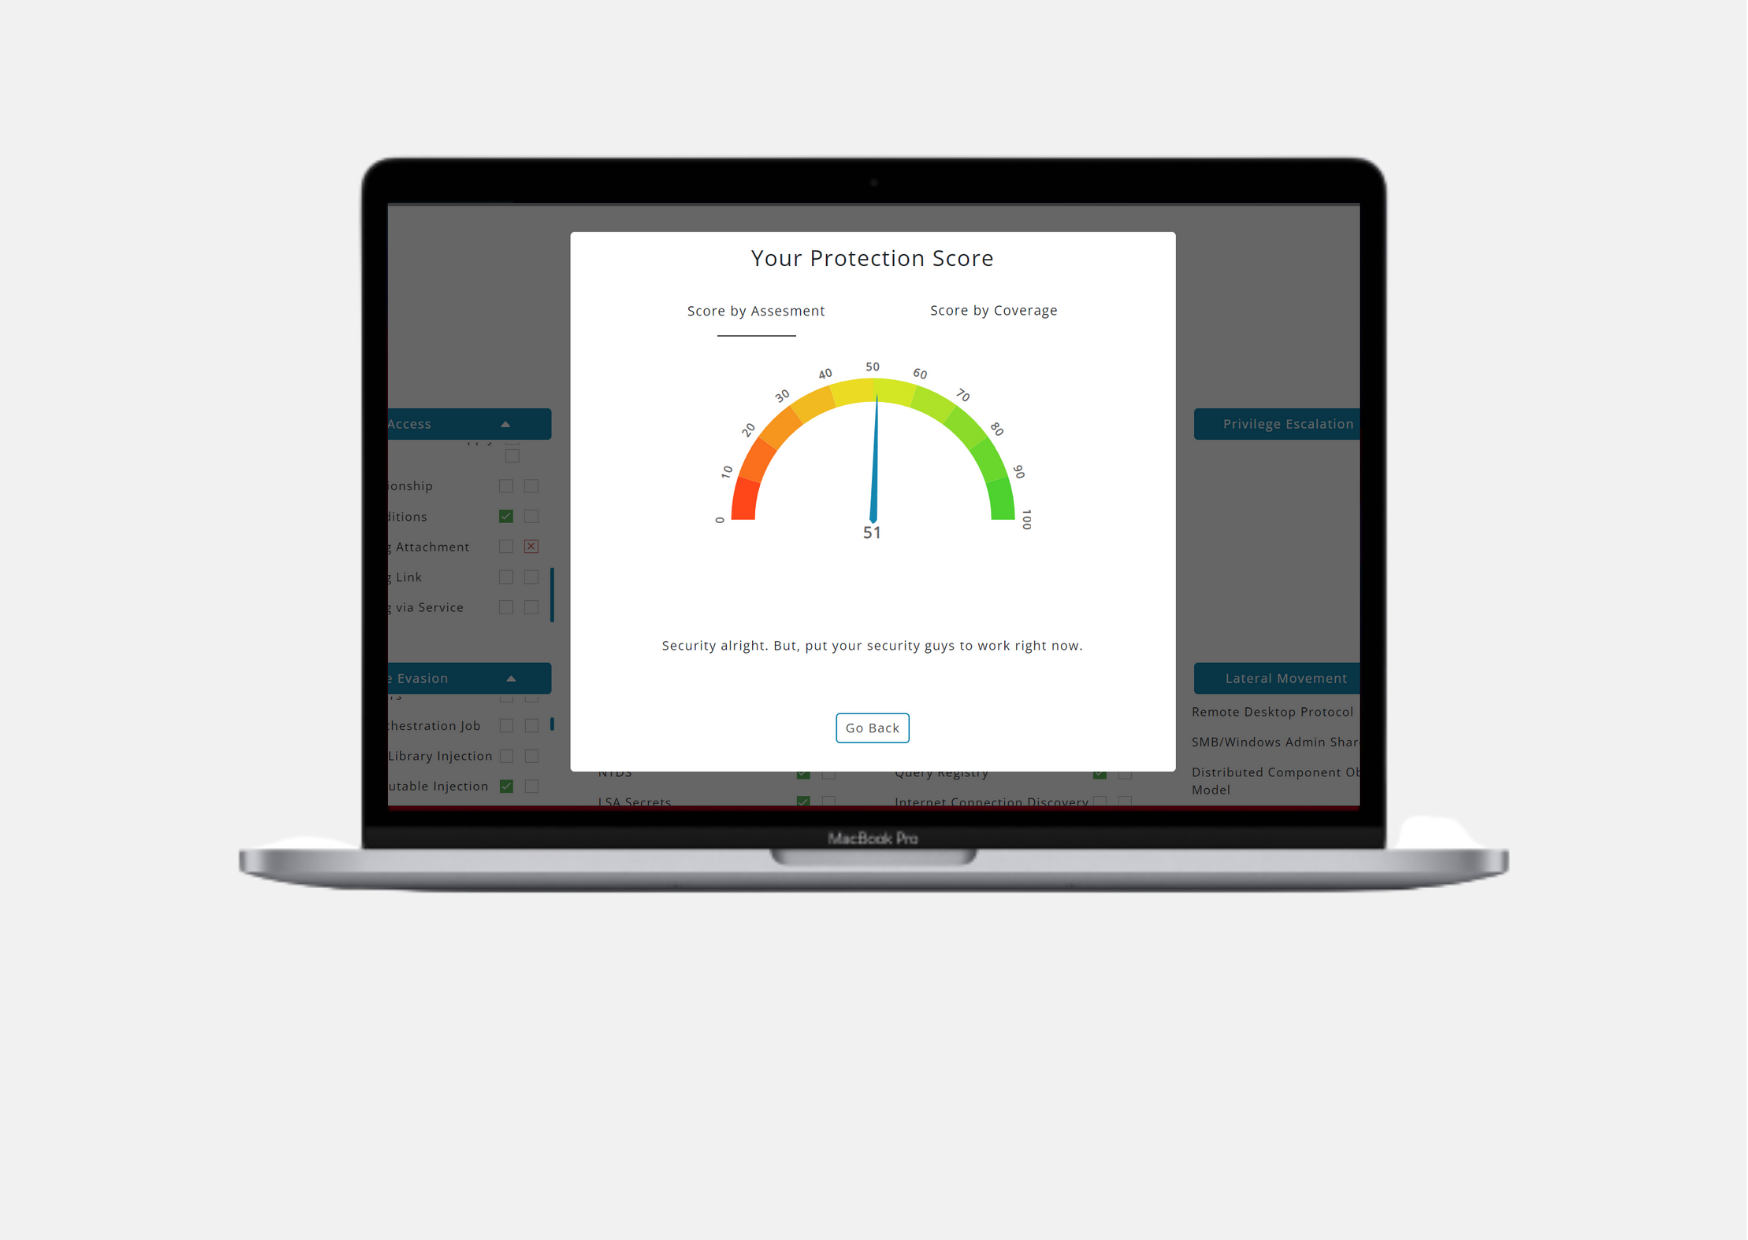 Your Protection Score
Score by Assesment
Score by Coverage
0
10
20
30
40
50
60
70
80
90
100
51
Security alright. But, put your security guys to work right now.
Go Back
Access
ionship
ditions
Attachment
Link
via Service
Evasion
hestration Job
Library Injection
utable Injection
NTDS
LSA Secrets
Query Registry
Internet Connection Discovery
Privilege Escalation
Lateral Movement
Remote Desktop Protocol
SMB/Windows Admin Shar
Distributed Component Ob
Model
MacBook Pro